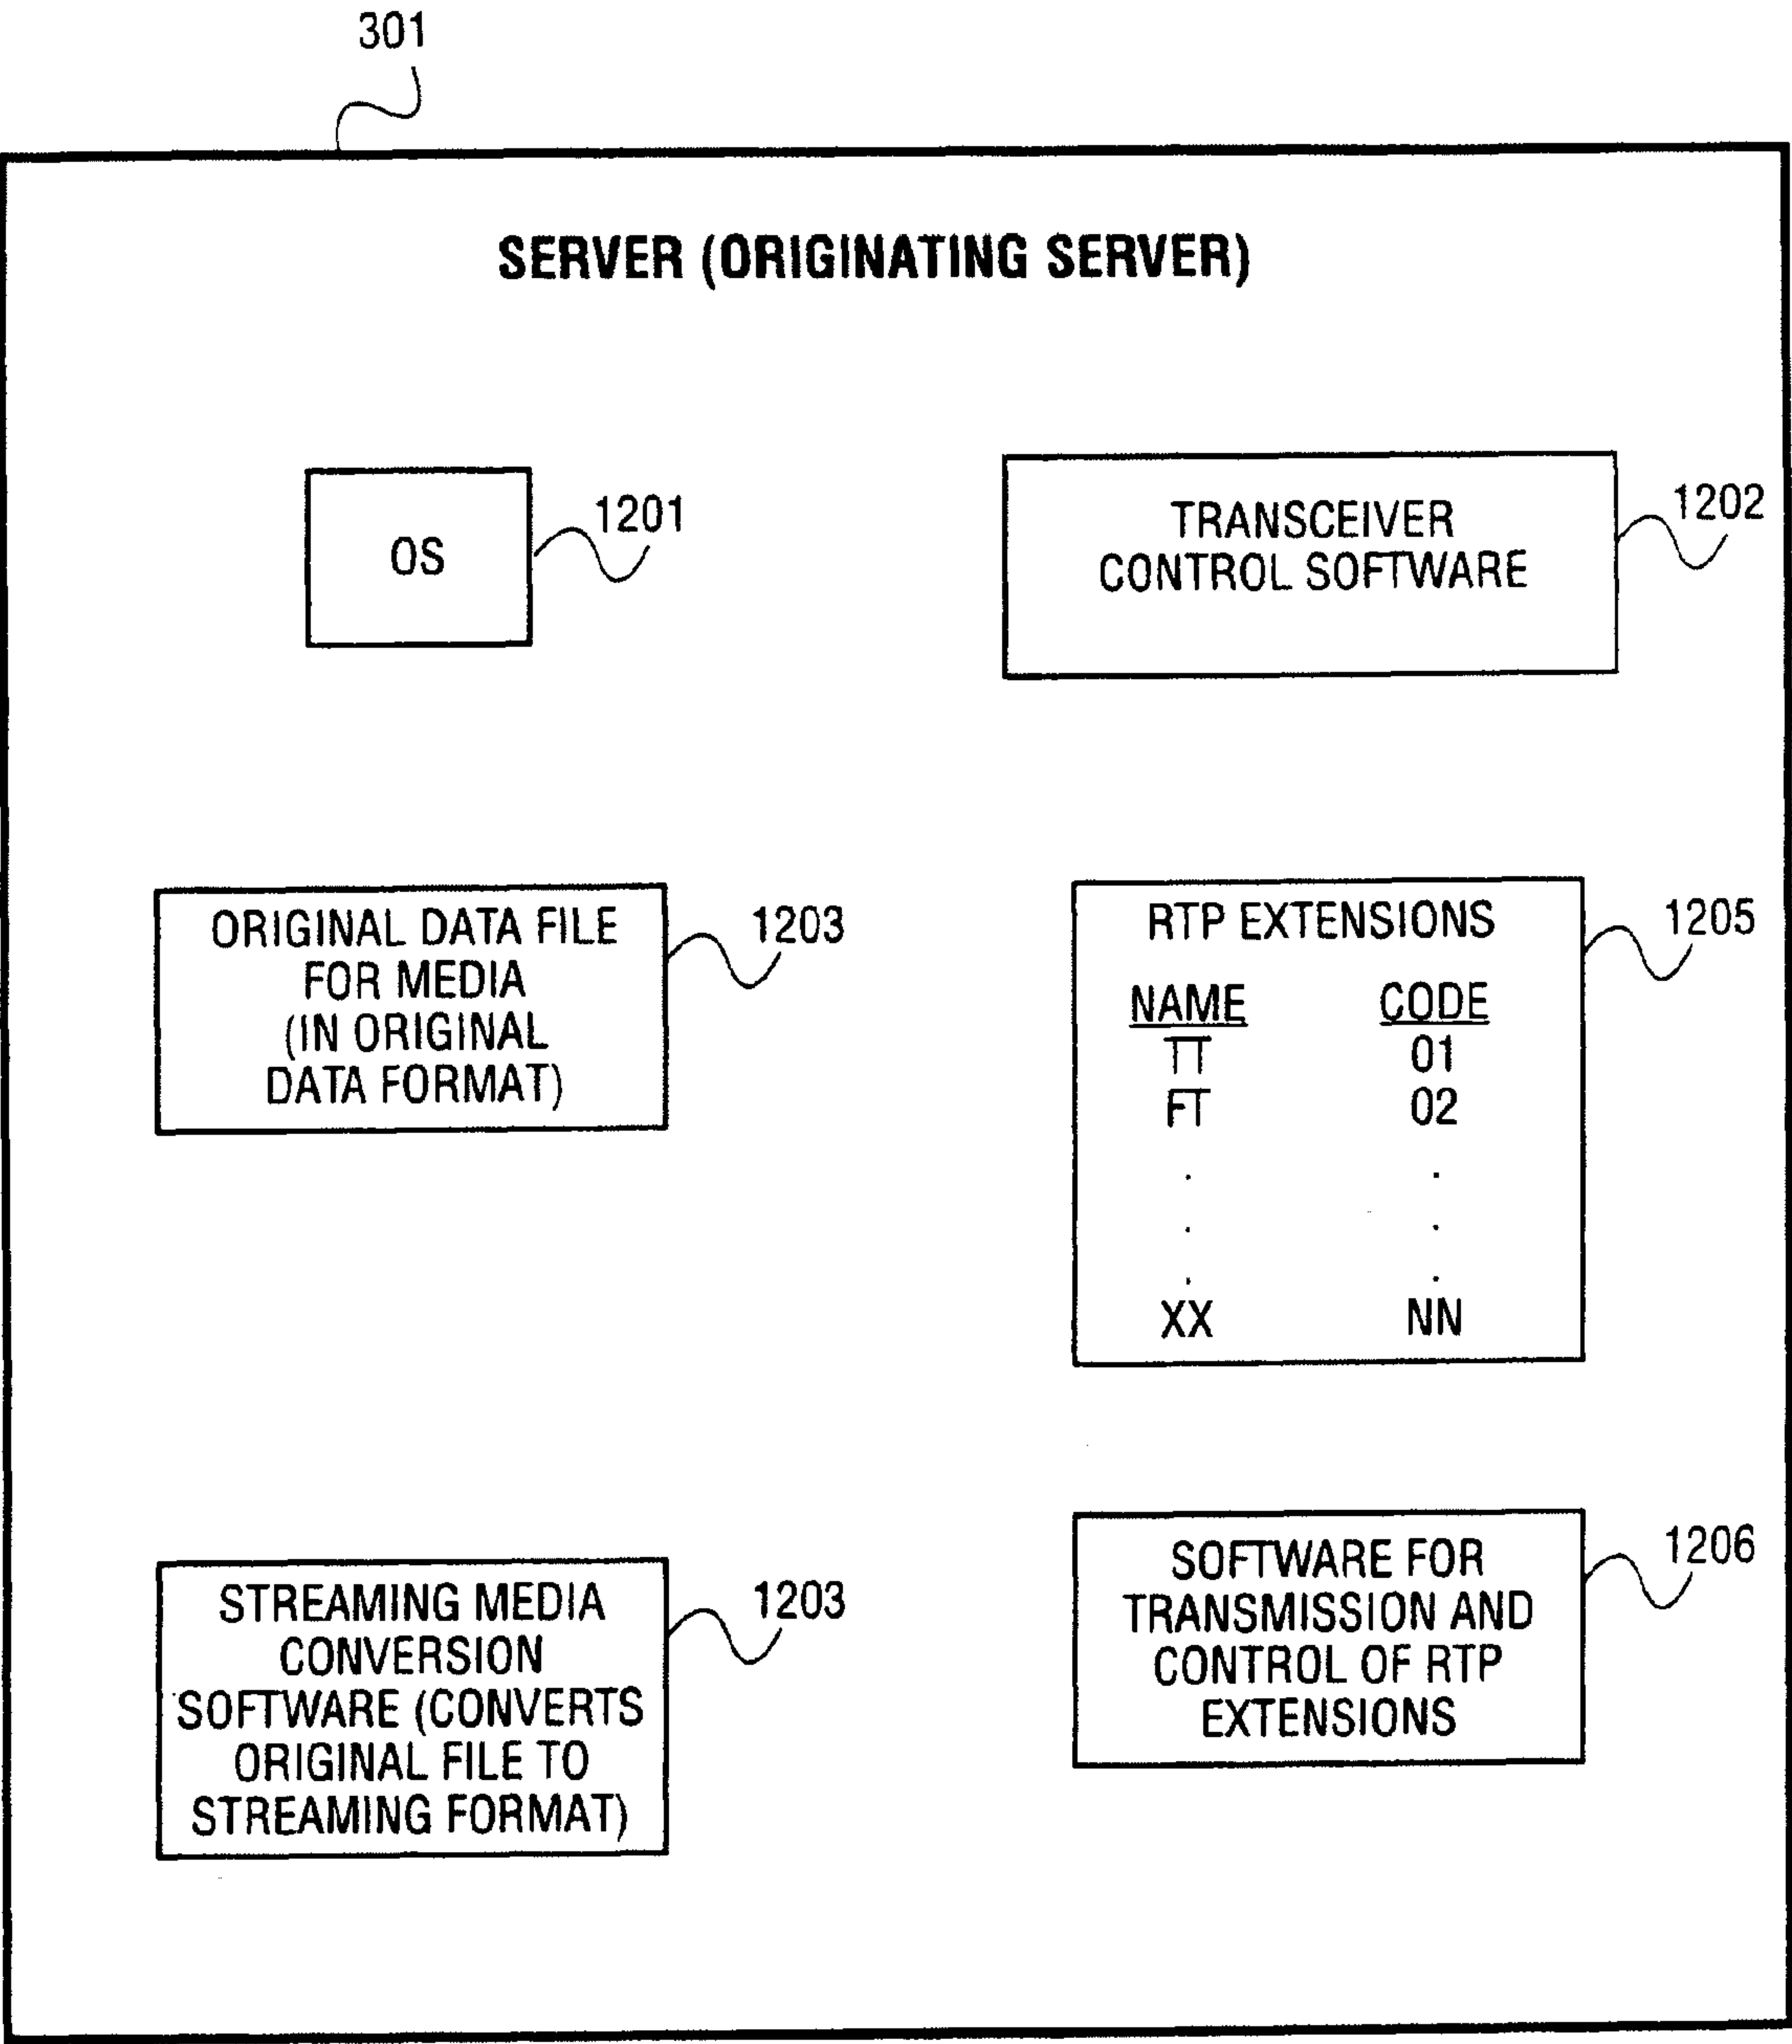 301
SERVER (ORIGINATING SERVER)
OS
1201
TRANSCEIVER
CONTROL SOFTWARE
1202
ORIGINAL DATA FILE
FOR MEDIA
(IN ORIGINAL
DATA FORMAT)
1203
RTP EXTENSIONS
NAME CODE
TT 01
FT 02
. .
. .
. .
XX NN
1205
STREAMING MEDIA
CONVERSION
SOFTWARE (CONVERTS
ORIGINAL FILE TO
STREAMING FORMAT)
1203
SOFTWARE FOR
TRANSMISSION AND
CONTROL OF RTP
EXTENSIONS
1206